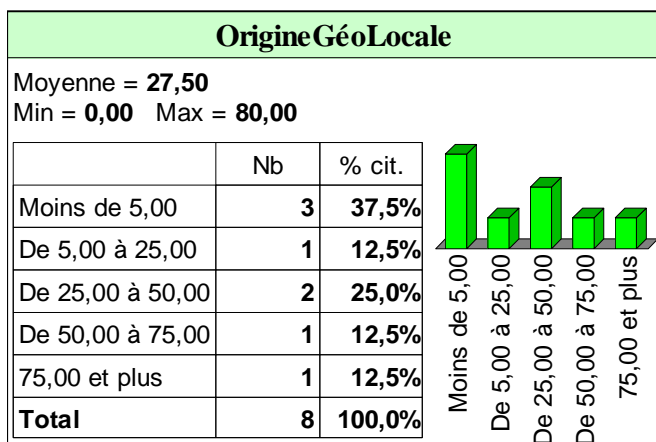 OrigineGéoLocale
Moyenne = 27,50
Min = 0,00 Max = 80,00
Nb % cit.
Moins de 5,00 3 37,5%
De 5,00 à 25,00 1 12,5%
De 25,00 à 50,00 2 25,0%
De 50,00 à 75,00 1 12,5%
75,00 et plus 1 12,5%
Total 8 100,0%
Moins de 5,00
De 5,00 à 25,00
De 25,00 à 50,00
De 50,00 à 75,00
75,00 et plus